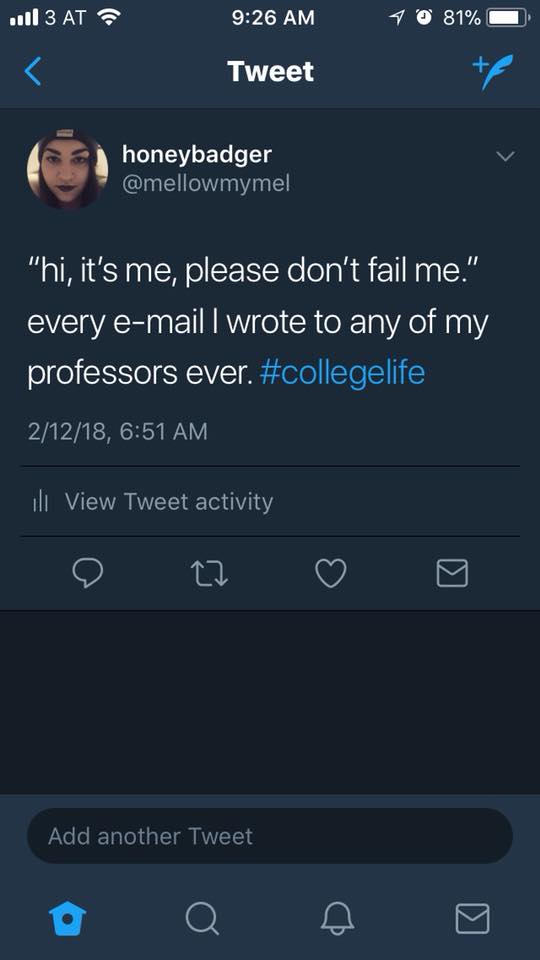 3 AT 9:26 AM 81%
Tweet
honeybadger
@mellowmymel
“hi, it’s me, please don’t fail me.”
every e-mail I wrote to any of my
professors ever. #collegelife
2/12/18, 6:51 AM
View Tweet activity
Add another Tweet